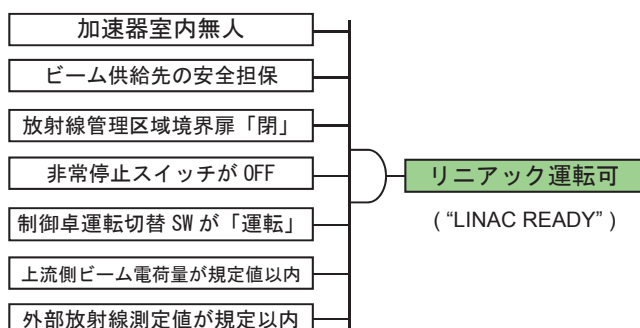 加速器室内無人
ビーム供給先の安全担保
放射線管理区域境界扉「閉」
非常停止スイッチが OFF
制御卓運転切替 SW が「運転」
上流側ビーム電荷量が規定値以内
外部放射線測定値が規定以内
リニアック運転可
( “LINAC READY” )